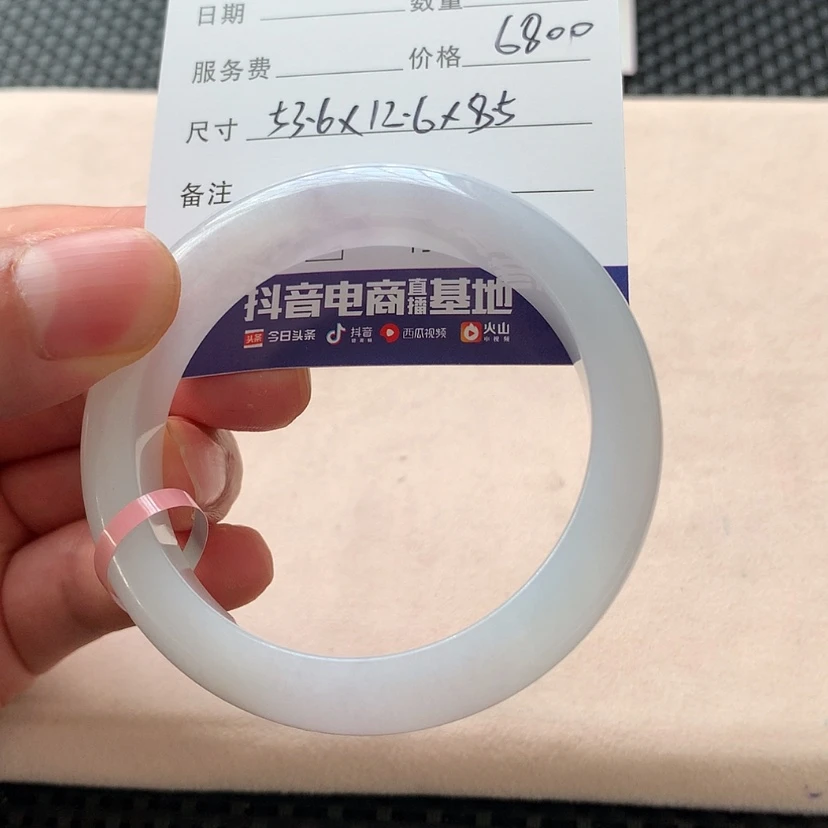 日期 数量
服务费 价格 6800
尺寸 53.6x12.6x8.5
备注
抖音电商直播基地
头条 今日头条 抖音 西瓜视频 火山